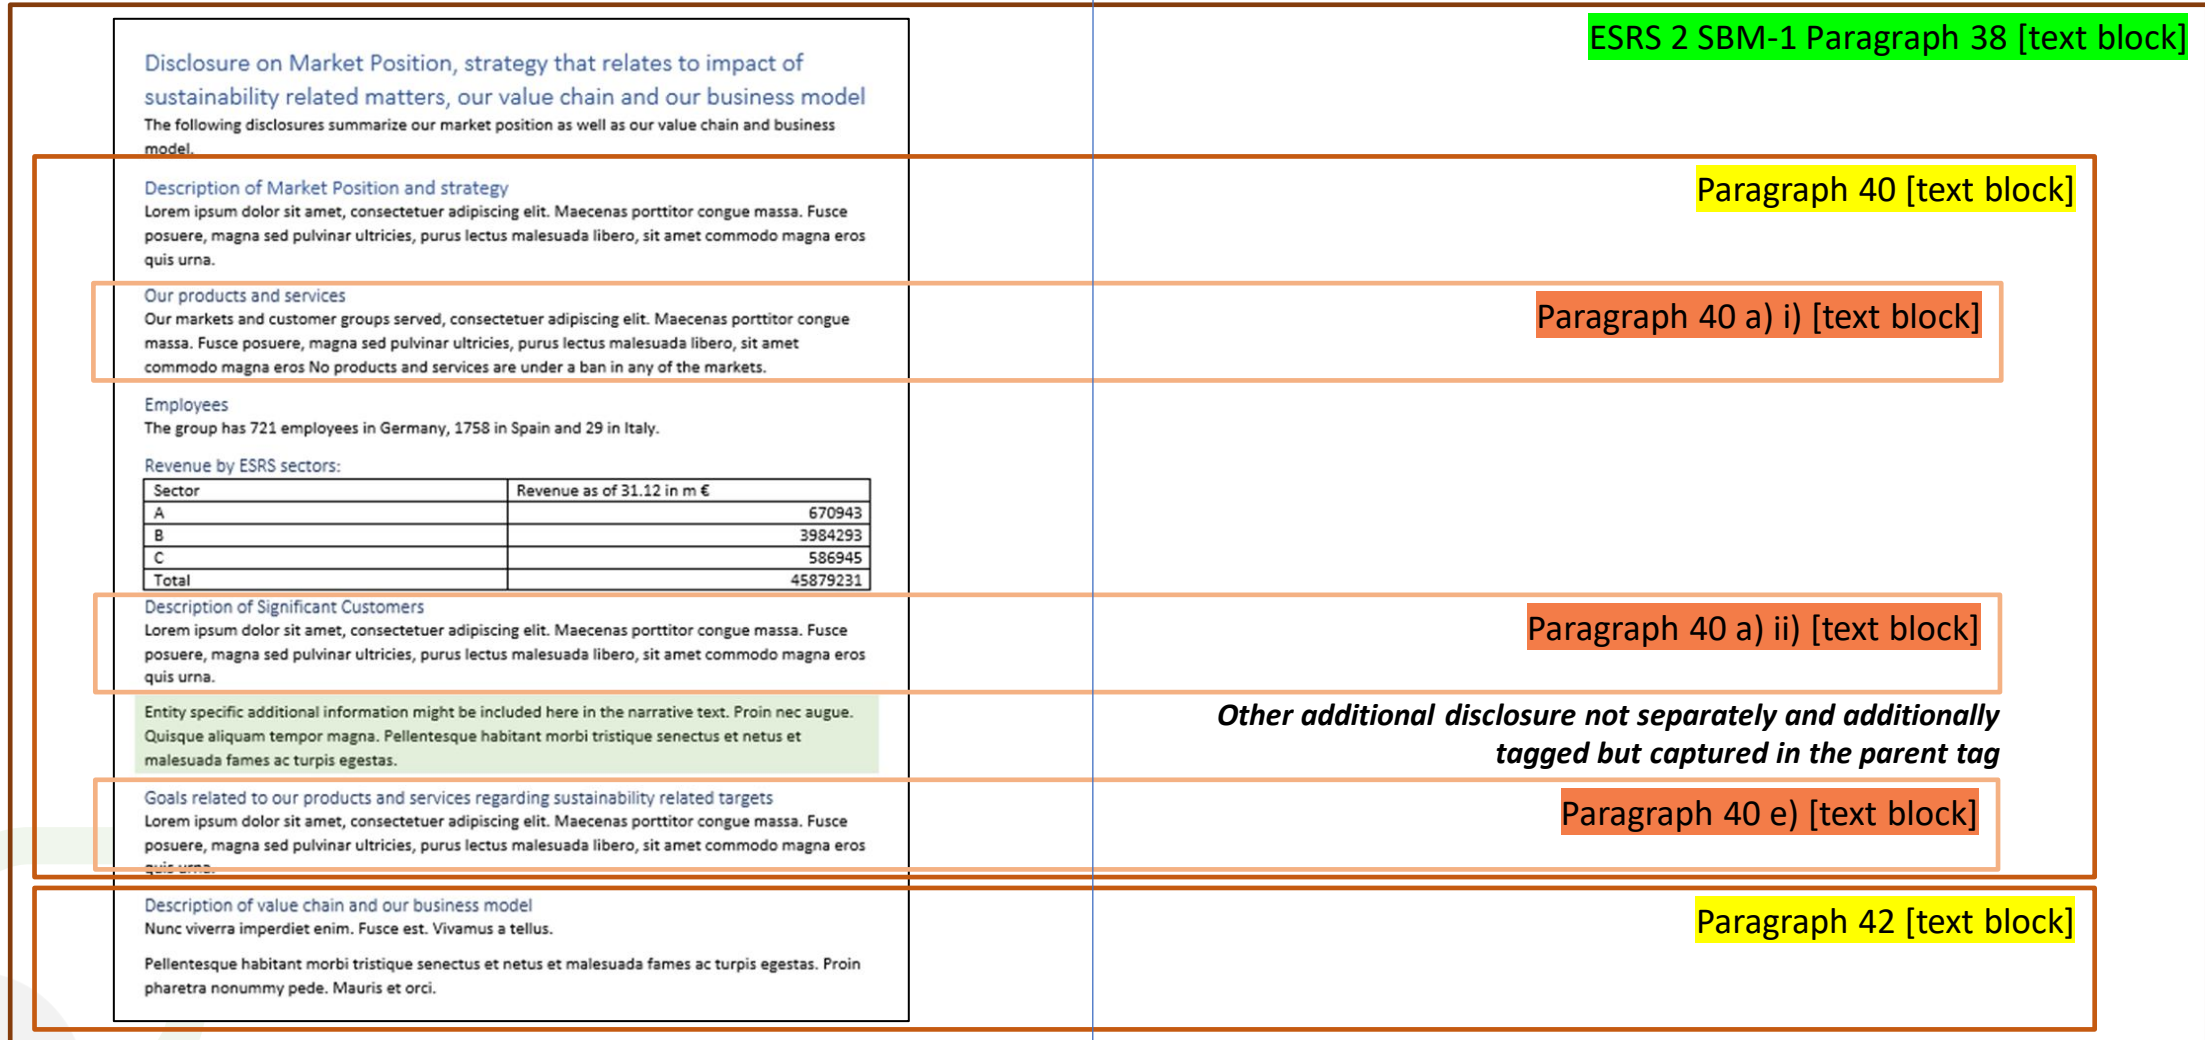 ESRS 2 SBM-1 Paragraph 38 [text block]
Disclosure on Market Position, strategy that relates to impact of
sustainability related matters, our value chain and our business model
The following disclosures summarize our market position as well as our value chain and business
model.
Paragraph 40 [text block]
Description of Market Position and strategy
Lorem ipsum dolor sit amet, consectetuer adipiscing elit. Maecenas porttitor congue massa. Fusce
posuere, magna sed pulvinar ultricies, purus lectus malesuada libero, sit amet commodo magna eros
quis urna.
Our products and services
Paragraph 40 a) i) [text block]
Our markets and customer groups served, consectetuer adipiscing elit. Maecenas porttitor congue
massa. Fusce posuere, magna sed pulvinar ultricies, purus lectus malesuada libero, sit amet
commodo magna eros No products and services are under a ban in any of the markets.
Employees
The group has 721 employees in Germany, 1758 in Spain and 29 in Italy.
Revenue by ESRS sectors:
Sector Revenue as of 31.12 in m €
A 670943
B 3984293
C 586945
Total 45879231
Description of Significant Customers
Paragraph 40 a) ii) [text block]
Lorem ipsum dolor sit amet, consectetuer adipiscing elit. Maecenas porttitor congue massa. Fusce
posuere, magna sed pulvinar ultricies, purus lectus malesuada libero, sit amet commodo magna eros
quis urna.
Entity specific additional information might be included here in the narrative text. Proin nec augue.
Quisque aliquam tempor magna. Pellentesque habitant morbi tristique senectus et netus et
malesuada fames ac turpis egestas.
Other additional disclosure not separately and additionally
tagged but captured in the parent tag
Goals related to our products and services regarding sustainability related targets
Paragraph 40 e) [text block]
Lorem ipsum dolor sit amet, consectetuer adipiscing elit. Maecenas porttitor congue massa. Fusce
posuere, magna sed pulvinar ultricies, purus lectus malesuada libero, sit amet commodo magna eros
quis urna.
Description of value chain and our business model
Paragraph 42 [text block]
Nunc viverra imperdiet enim. Fusce est. Vivamus a tellus.
Pellentesque habitant morbi tristique senectus et netus et malesuada fames ac turpis egestas. Proin
pharetra nonummy pede. Mauris et orci.